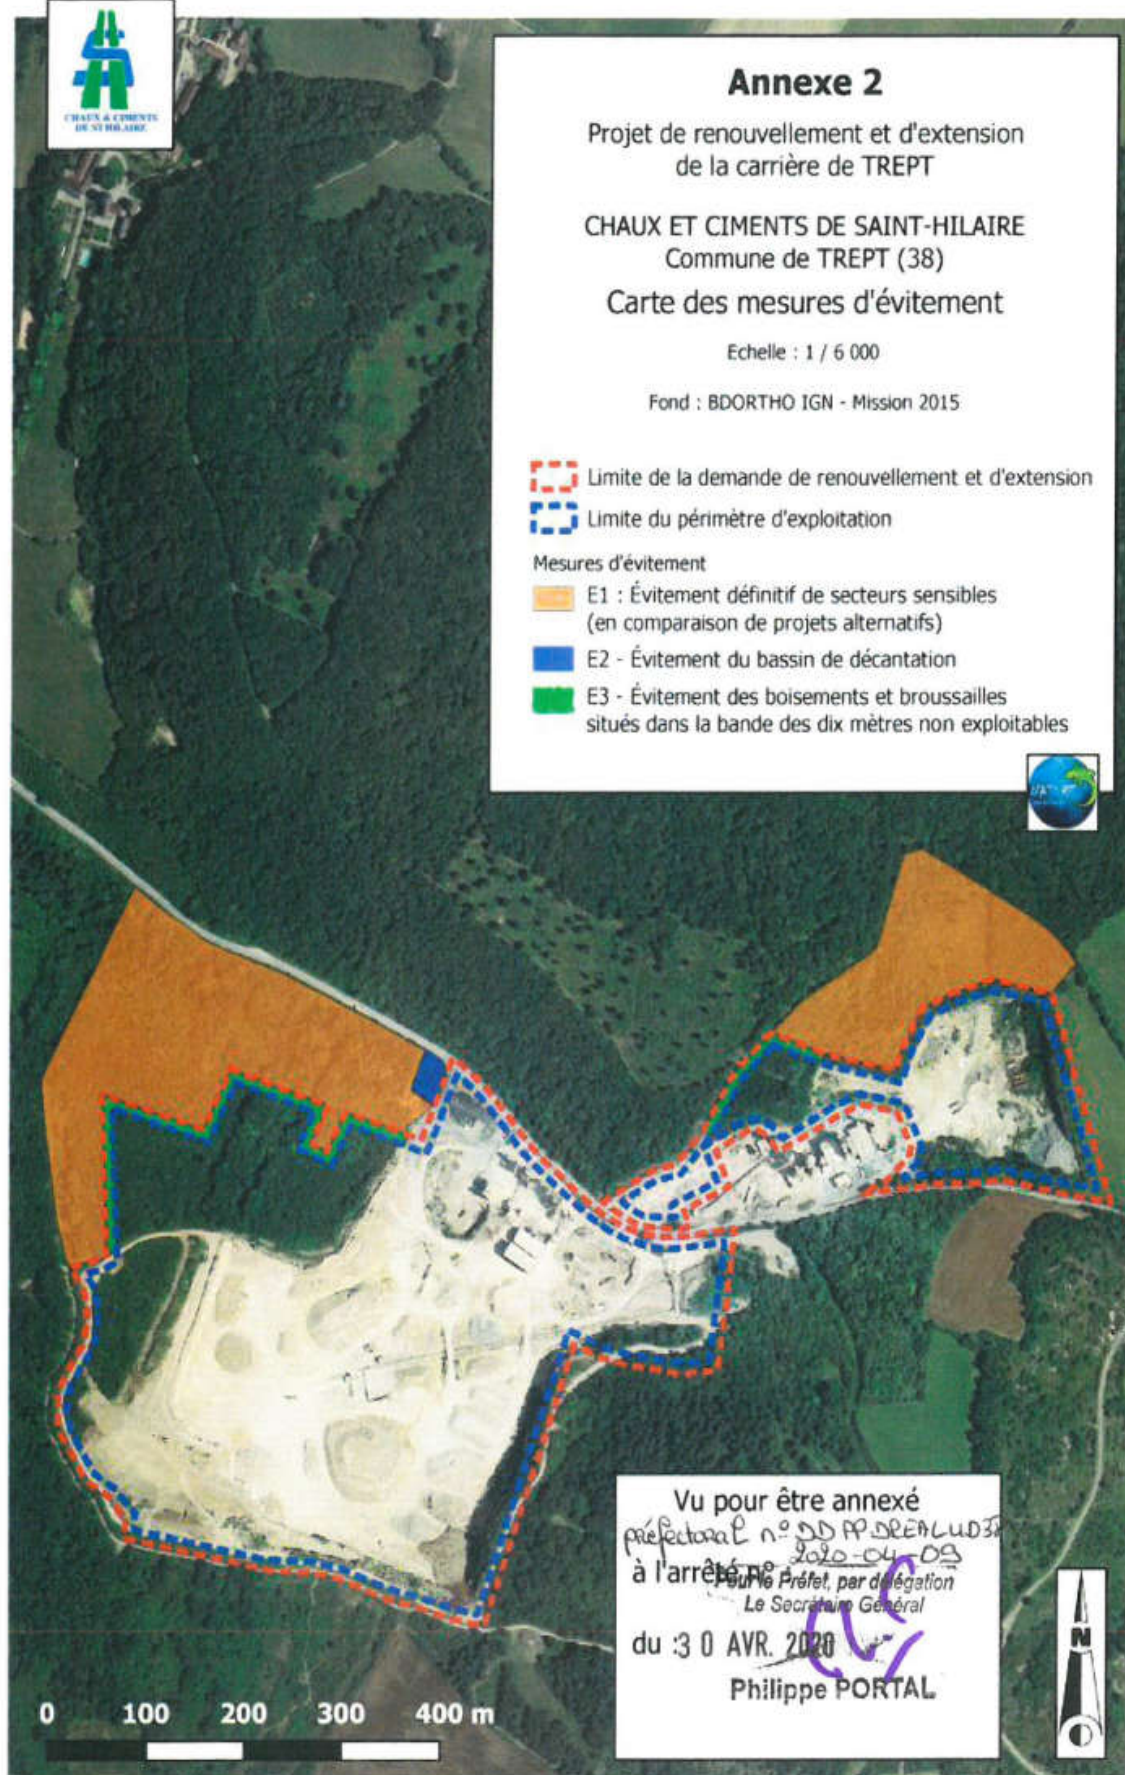 CHAUX & CIMENTS
DE ST HILAIRE
Annexe 2
Projet de renouvellement et d'extension
de la carrière de TREPT
CHAUX ET CIMENTS DE SAINT-HILAIRE
Commune de TREPT (38)
Carte des mesures d'évitement
Echelle : 1 / 6 000
Fond : BDORTHO IGN - Mission 2015
Limite de la demande de renouvellement et d'extension
Limite du périmètre d'exploitation
Mesures d'évitement
E1 : Évitement définitif de secteurs sensibles
(en comparaison de projets alternatifs)
E2 - Évitement du bassin de décantation
E3 - Évitement des boisements et broussailles
situés dans la bande des dix mètres non exploitables
Vu pour être annexé
préfectoral n° DDPP-DREAL UD38
2020-04-09
à l'arrêté n°
Pour le Préfet, par délégation
Le Secrétaire Général
du :30 AVR. 2020
Philippe PORTAL
N
0 100 200 300 400 m